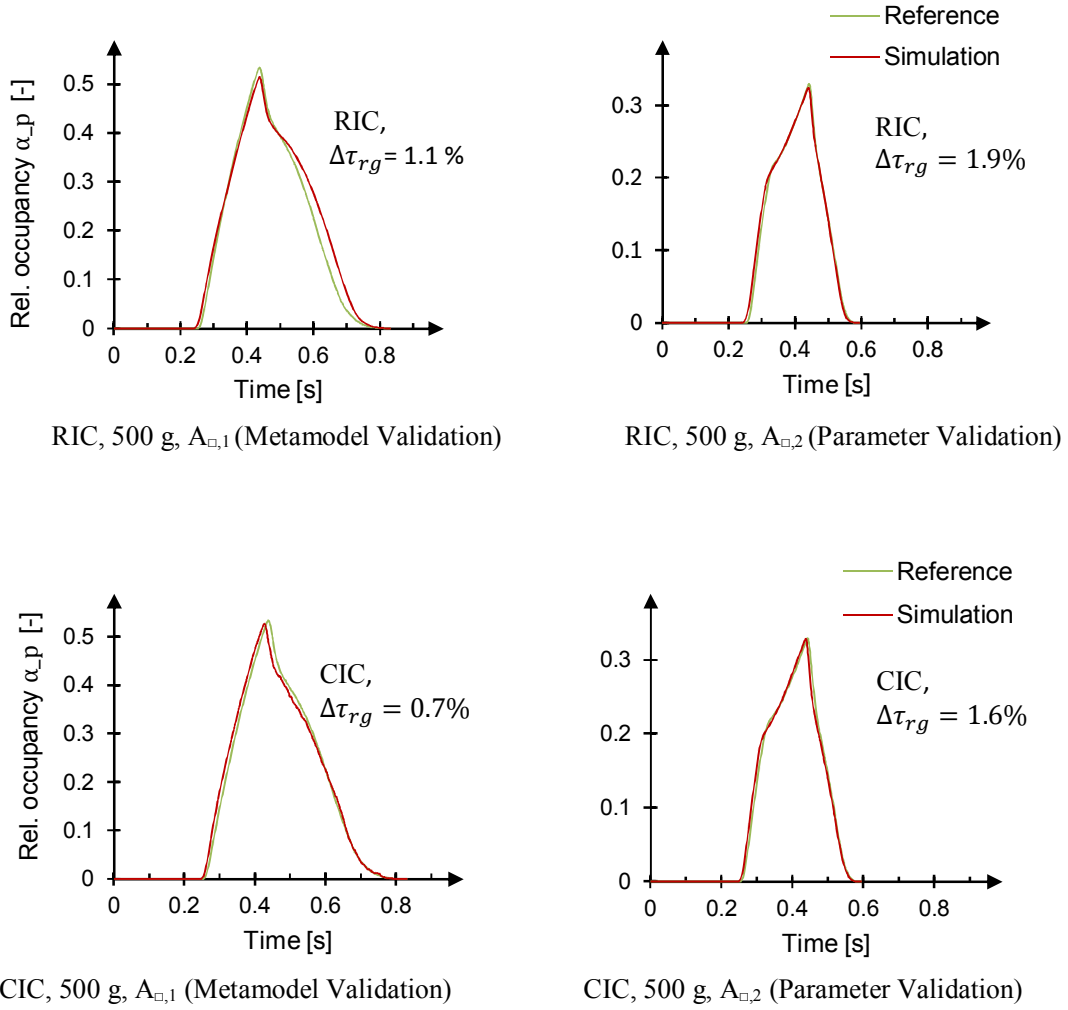 Reference
Simulation
Rel. occupancy α_p [-]
0.5
0.4
0.3
0.2
0.1
0
0 0.2 0.4 0.6 0.8
Time [s]
RIC,
Δτrg= 1.1 %
0.3
0.2
0.1
0
0 0.2 0.4 0.6 0.8
Time [s]
RIC,
Δτrg = 1.9%
RIC, 500 g, A□,1 (Metamodel Validation)
RIC, 500 g, A□,2 (Parameter Validation)
Reference
Simulation
Rel. occupancy α_p [-]
0.5
0.4
0.3
0.2
0.1
0
0 0.2 0.4 0.6 0.8
Time [s]
CIC,
Δτrg = 0.7%
0.3
0.2
0.1
0
0 0.2 0.4 0.6 0.8
Time [s]
CIC,
Δτrg = 1.6%
CIC, 500 g, A□,1 (Metamodel Validation)
CIC, 500 g, A□,2 (Parameter Validation)